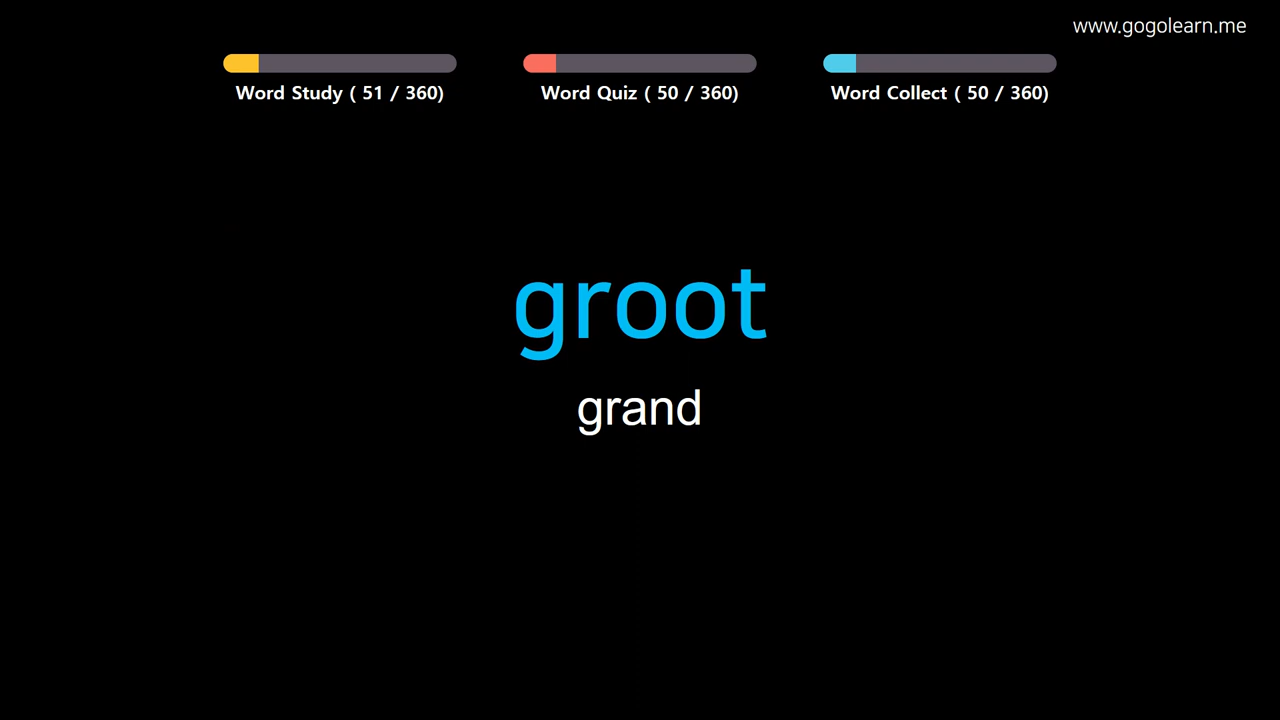 www.gogolearn.me
Word Study ( 51 / 360)
Word Quiz ( 50 / 360)
Word Collect ( 50 / 360)
groot
grand